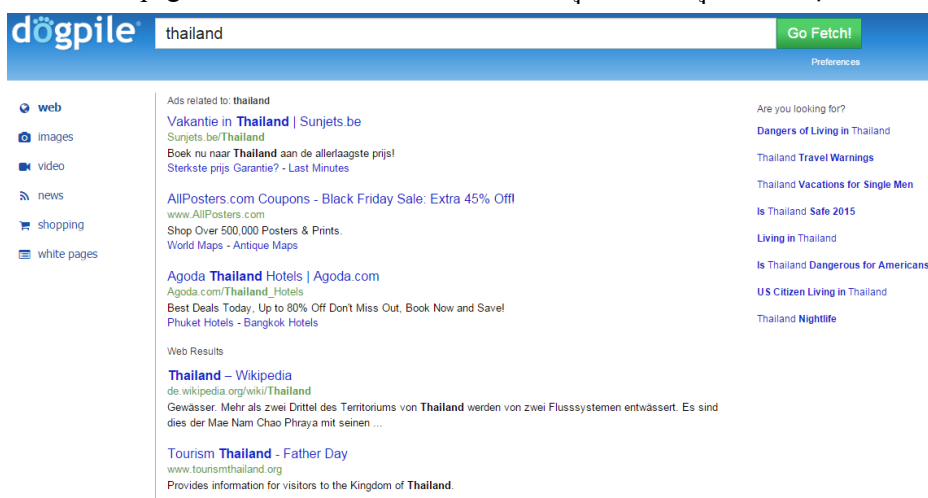 dögpile
thailand
Go Fetch!
Preferences
web
images
video
news
shopping
white pages
Ads related to: thailand
Vakantie in Thailand | Sunjets.be
Sunjets.be/Thailand
Boek nu naar Thailand aan de allerlaagste prijs!
Sterkste prijs Garantie? - Last Minutes
AllPosters.com Coupons - Black Friday Sale: Extra 45% Off!
www.AllPosters.com
Shop Over 500,000 Posters & Prints.
World Maps - Antique Maps
Agoda Thailand Hotels | Agoda.com
Agoda.com/Thailand_Hotels
Best Deals Today, Up to 80% Off Don't Miss Out, Book Now and Save!
Phuket Hotels - Bangkok Hotels
Web Results
Thailand – Wikipedia
de.wikipedia.org/wiki/Thailand
Gewässer. Mehr als zwei Drittel des Territoriums von Thailand werden von zwei Flusssystemen entwässert. Es sind
dies der Mae Nam Chao Phraya mit seinen ...
Tourism Thailand - Father Day
www.tourismthailand.org
Provides information for visitors to the Kingdom of Thailand.
Are you looking for?
Dangers of Living in Thailand
Thailand Travel Warnings
Thailand Vacations for Single Men
Is Thailand Safe 2015
Living in Thailand
Is Thailand Dangerous for Americans
US Citizen Living in Thailand
Thailand Nightlife